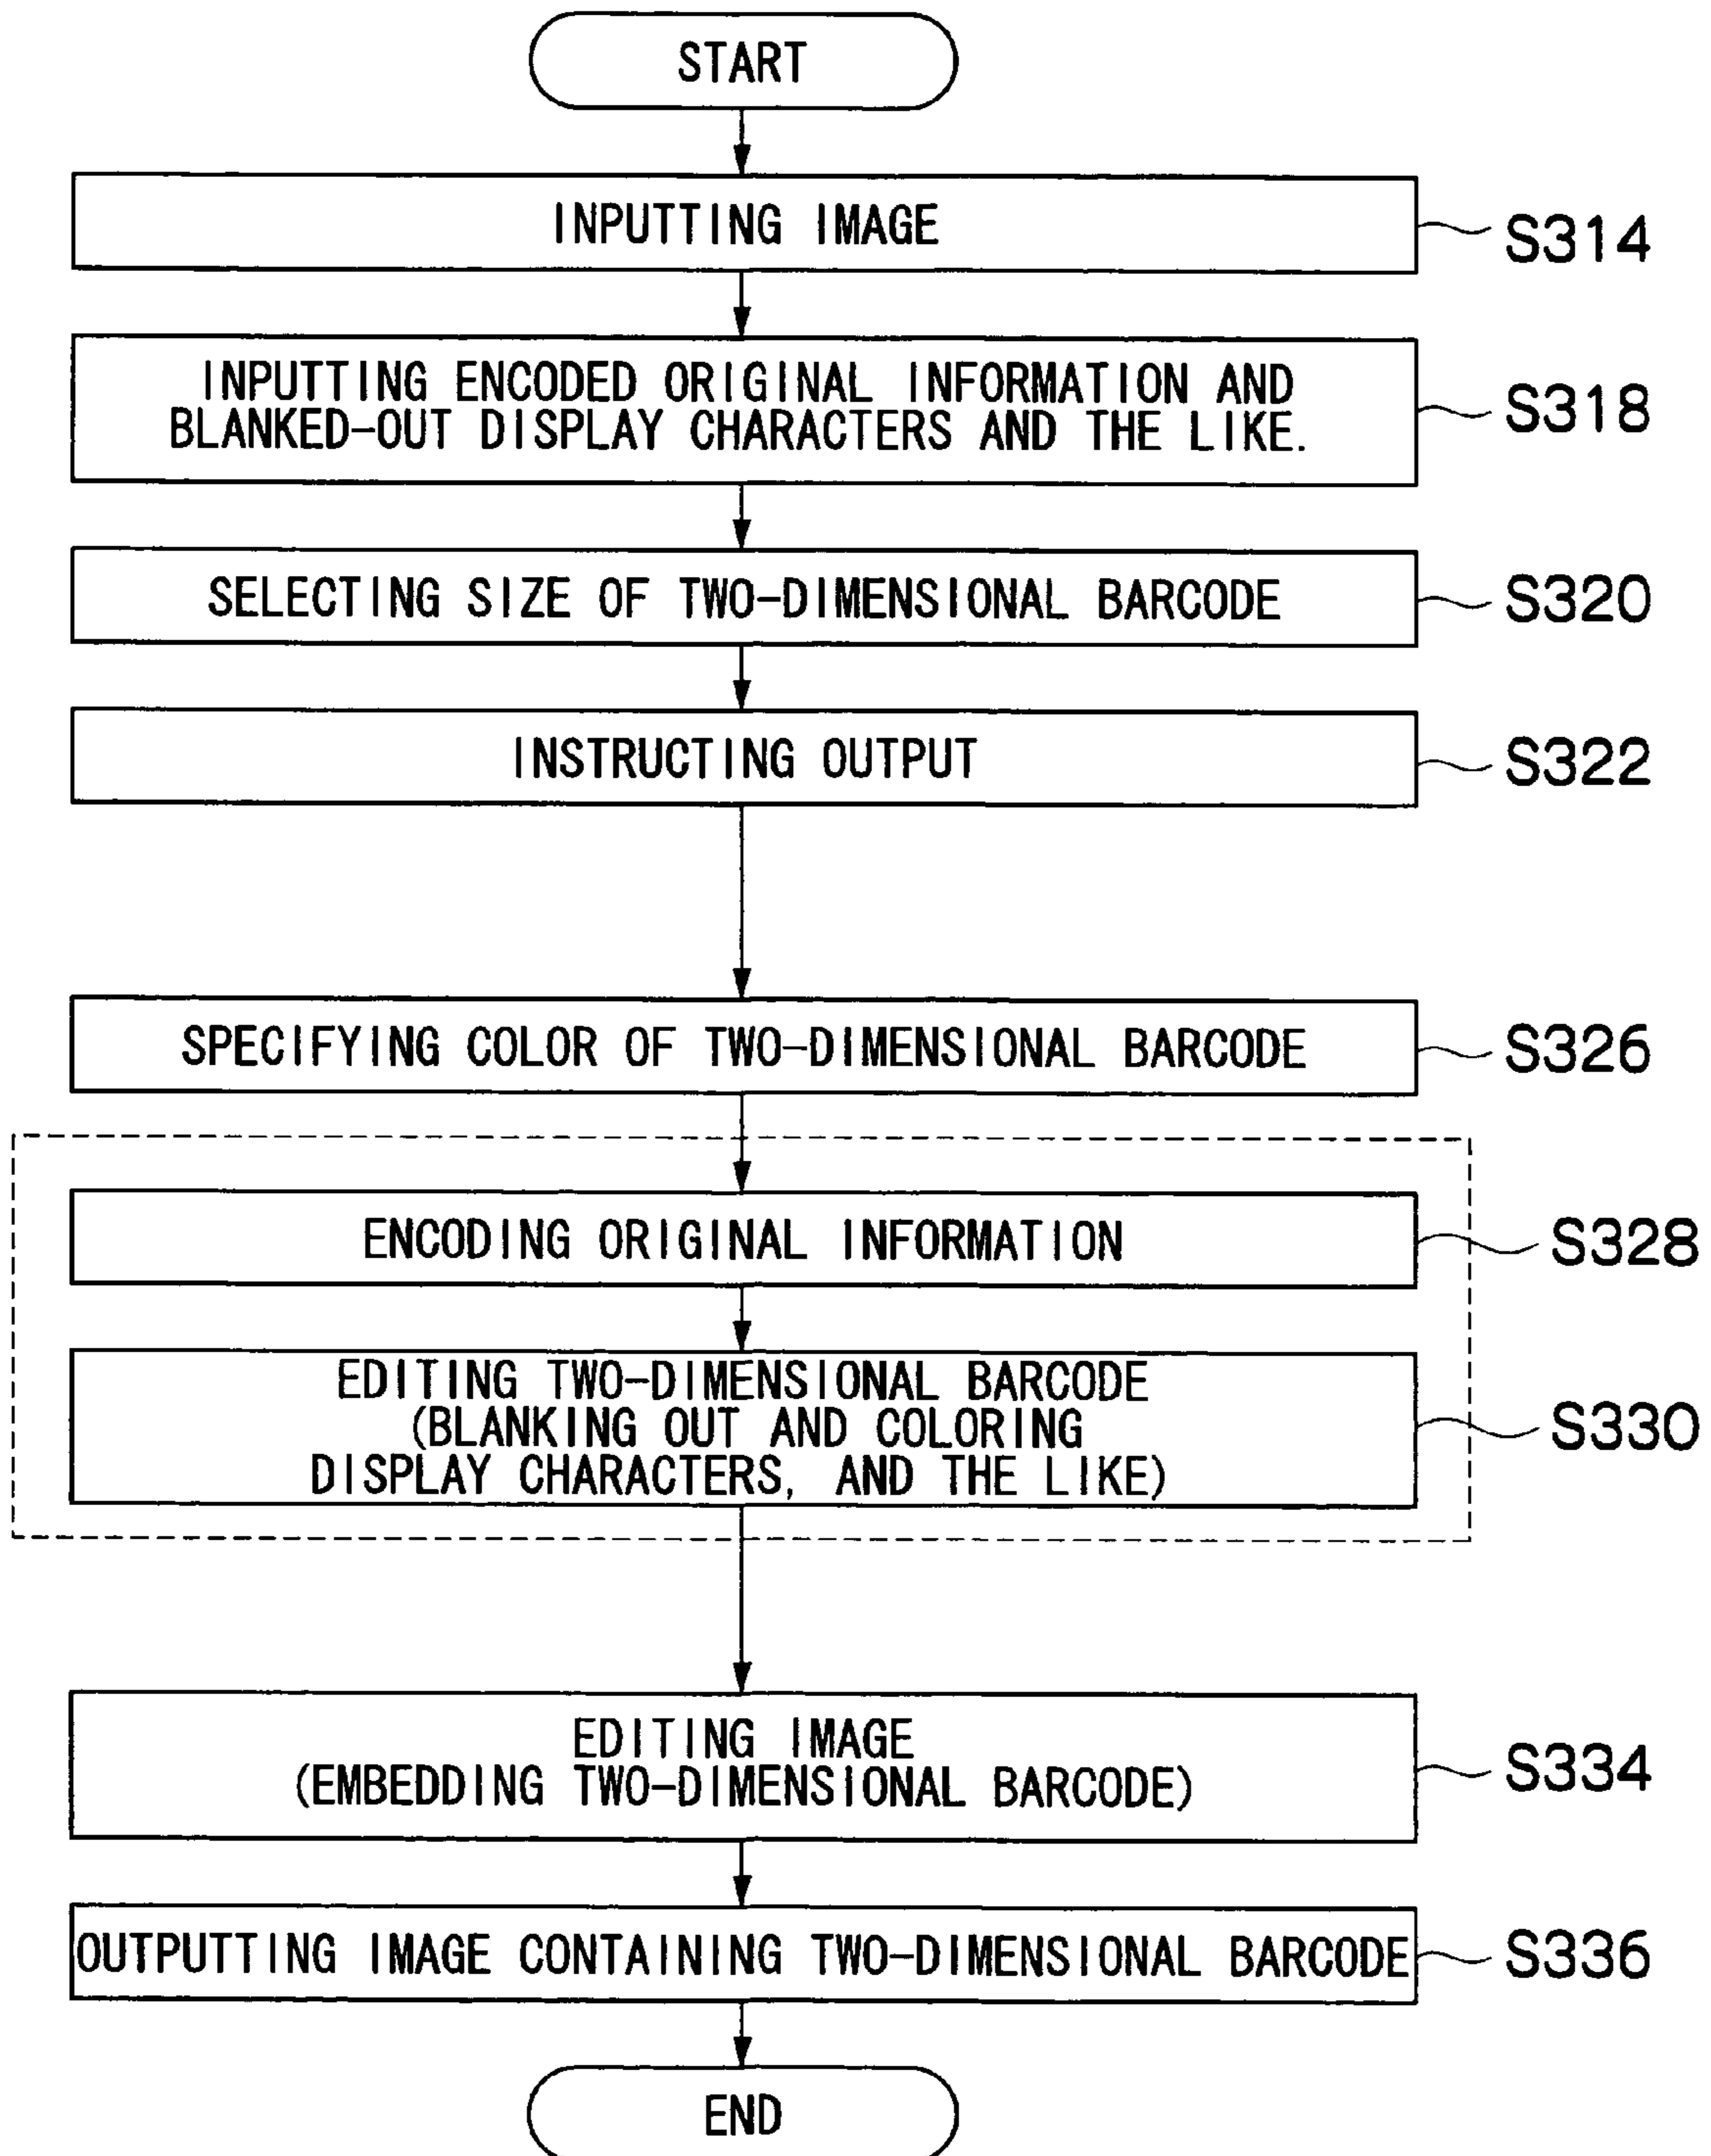 START
INPUTTING IMAGE
S314
INPUTTING ENCODED ORIGINAL INFORMATION AND
BLANKED-OUT DISPLAY CHARACTERS AND THE LIKE.
S318
SELECTING SIZE OF TWO-DIMENSIONAL BARCODE
S320
INSTRUCTING OUTPUT
S322
SPECIFYING COLOR OF TWO-DIMENSIONAL BARCODE
S326
ENCODING ORIGINAL INFORMATION
S328
EDITING TWO-DIMENSIONAL BARCODE
(BLANKING OUT AND COLORING
DISPLAY CHARACTERS, AND THE LIKE)
S330
EDITING IMAGE
(EMBEDDING TWO-DIMENSIONAL BARCODE)
S334
OUTPUTTING IMAGE CONTAINING TWO-DIMENSIONAL BARCODE
S336
END